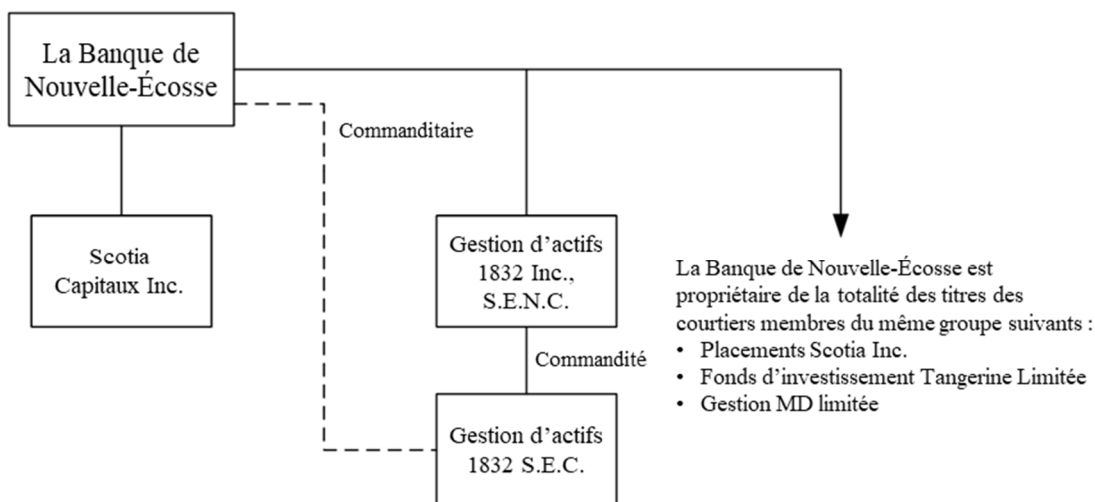 La Banque de
Nouvelle-Écosse
Commanditaire
Scotia
Capitaux Inc.
Gestion d’actifs
1832 Inc.,
S.E.N.C.
La Banque de Nouvelle-Écosse est
propriétaire de la totalité des titres des
courtiers membres du même groupe suivants :
• Placements Scotia Inc.
• Fonds d’investissement Tangerine Limitée
• Gestion MD limitée
Commandité
Gestion d’actifs
1832 S.E.C.